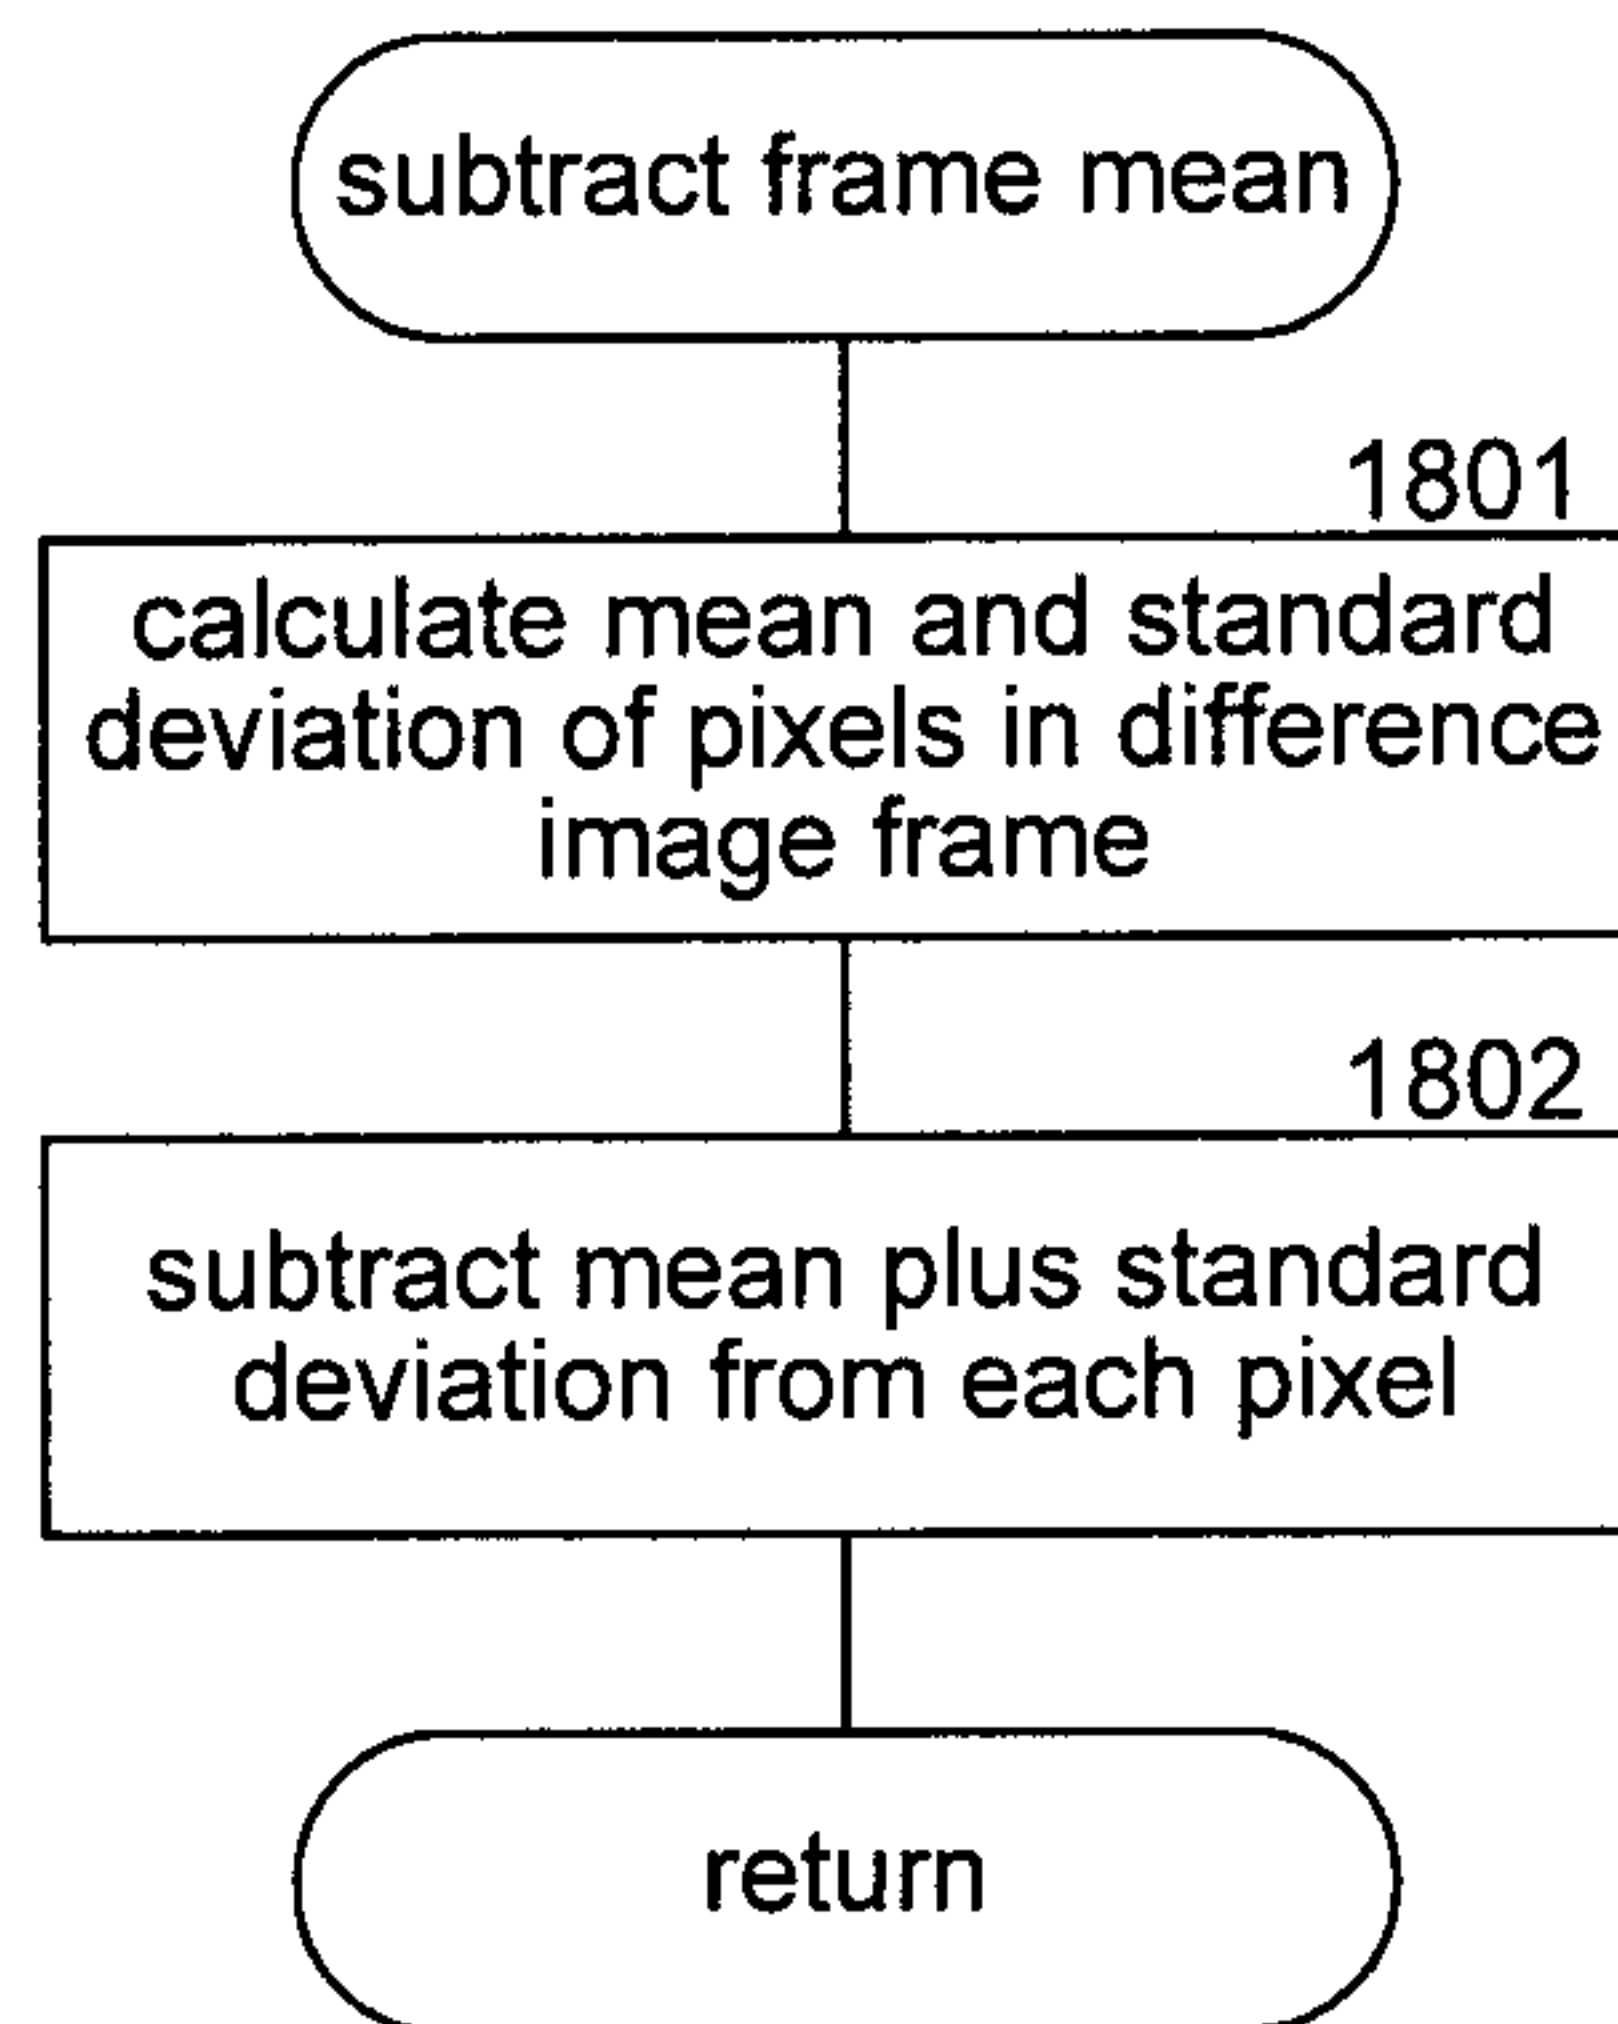 subtract frame mean
1801
calculate mean and standard
deviation of pixels in difference
image frame
1802
subtract mean plus standard
deviation from each pixel
return